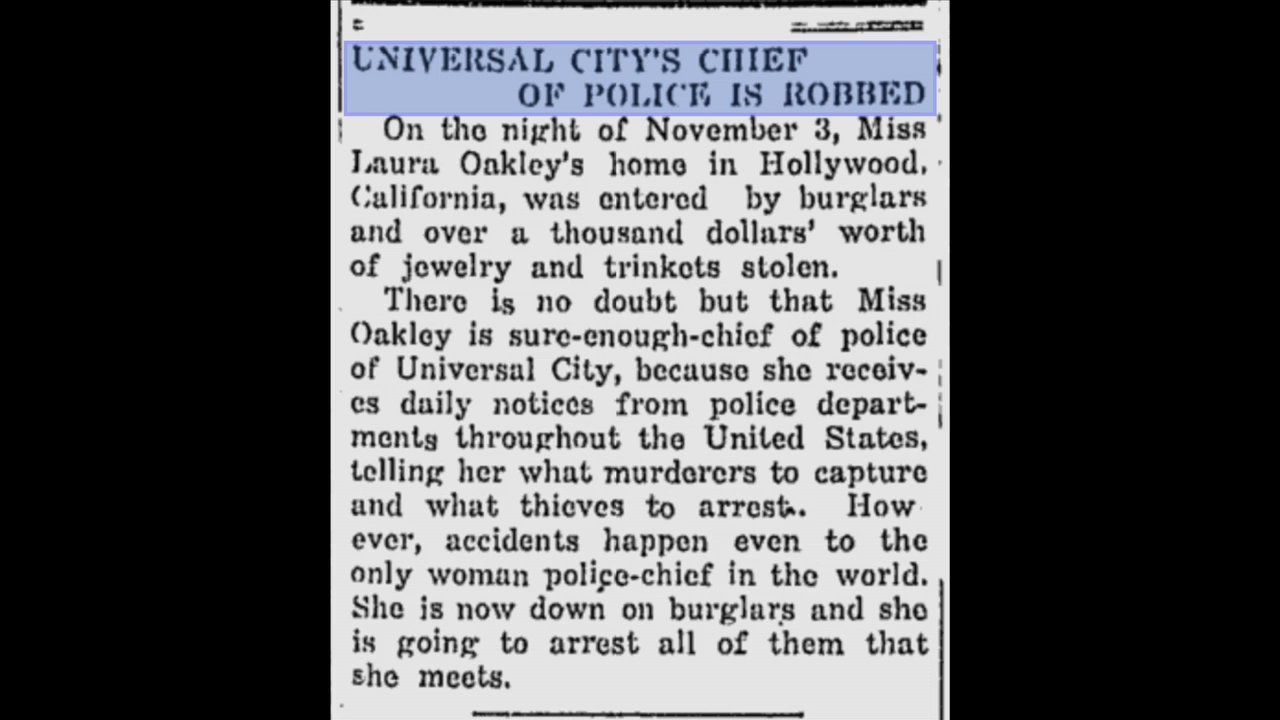 UNIVERSAL CITY'S CHIEF
OF POLICE IS ROBBED
On the night of November 3, Miss
Laura Oakley's home in Hollywood,
California, was entered by burglars
and over a thousand dollars' worth
of jewelry and trinkets stolen.
There is no doubt but that Miss
Oakley is sure-enough-chief of police
of Universal City, because she receiv-
es daily notices from police depart-
ments throughout the United States,
telling her what murderers to capture
and what thieves to arrest. How-
ever, accidents happen even to the
only woman police-chief in the world.
She is now down on burglars and she
is going to arrest all of them that
she meets.